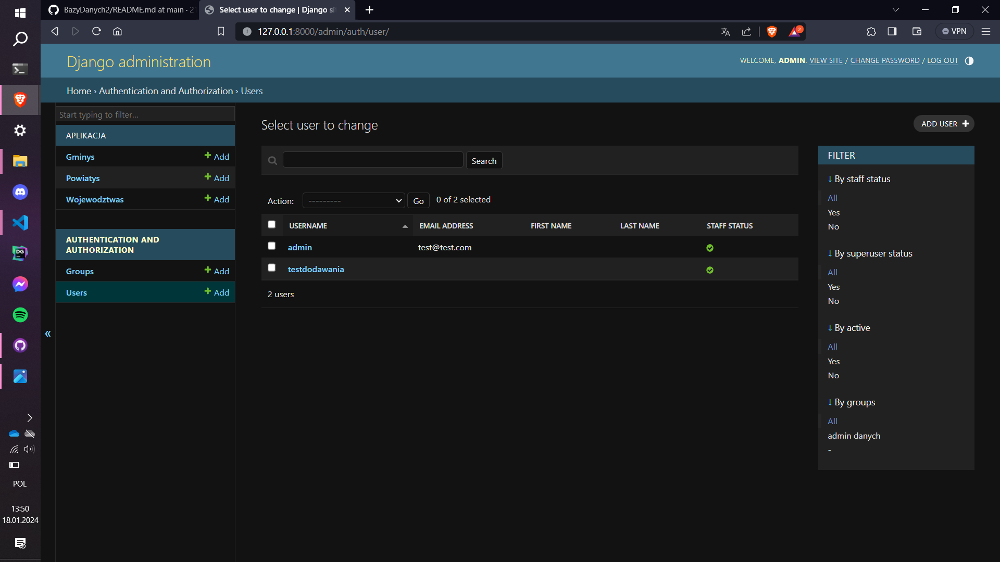 BazyDanych2/README.md at main · 2
Select user to change | Django si
127.0.0.1:8000/admin/auth/user/
2
VPN
Django administration
WELCOME, ADMIN. VIEW SITE / CHANGE PASSWORD / LOG OUT
Home › Authentication and Authorization › Users
Start typing to filter...
APLIKACJA
Gminys
Add
Powiatys
Add
Wojewodztwas
Add
AUTHENTICATION AND
AUTHORIZATION
Groups
Add
Users
Add
«
Select user to change
ADD USER
Search
Action:
---------
Go
0 of 2 selected
USERNAME
EMAIL ADDRESS
FIRST NAME
LAST NAME
STAFF STATUS
admin
test@test.com
testdodawania
2 users
FILTER
↓ By staff status
All
Yes
No
↓ By superuser status
All
Yes
No
↓ By active
All
Yes
No
↓ By groups
All
admin danych
-
DG
POL
13:50
18.01.2024